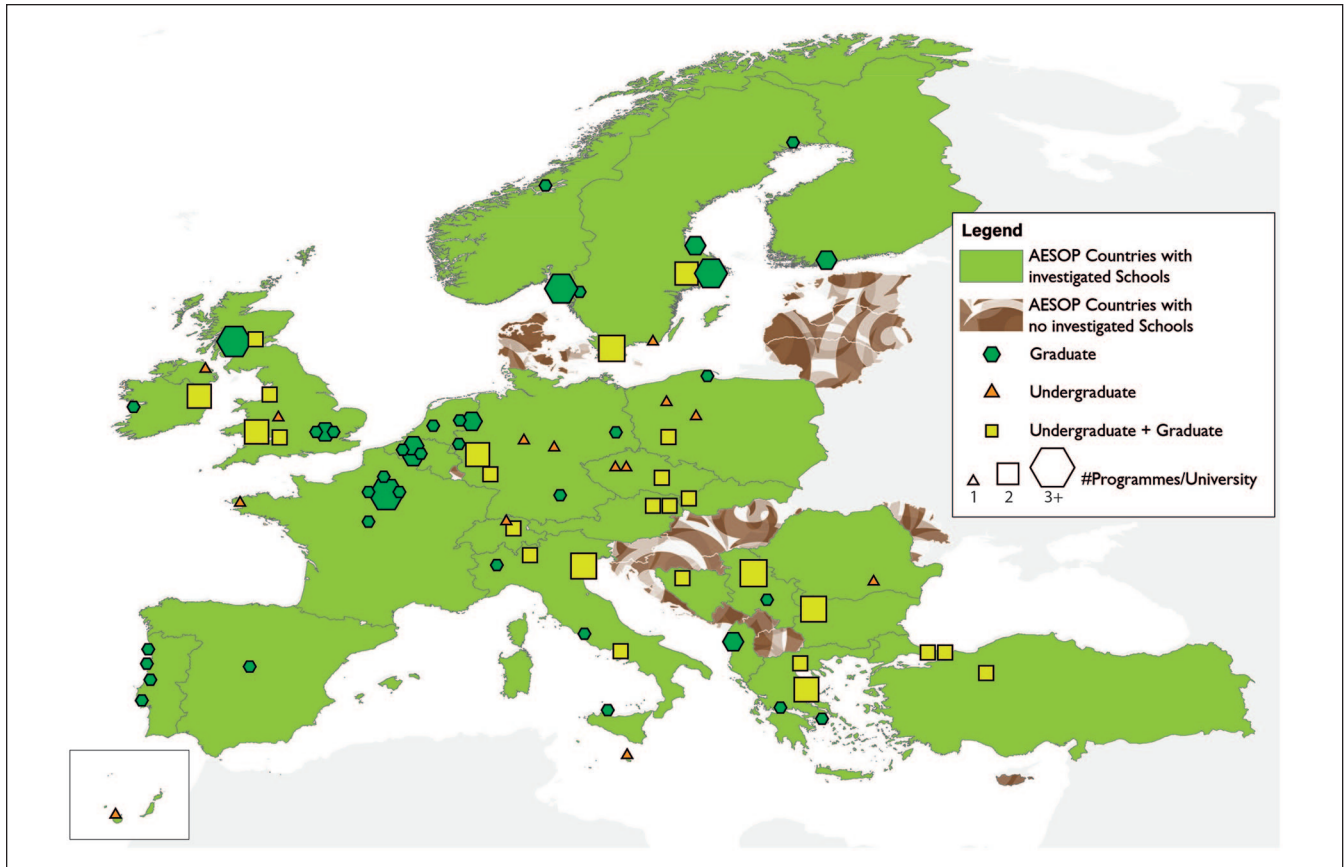 Legend
AESOP Countries with
investigated Schools
AESOP Countries with
no investigated Schools
Graduate
Undergraduate
Undergraduate + Graduate
#Programmes/University
1 2 3+